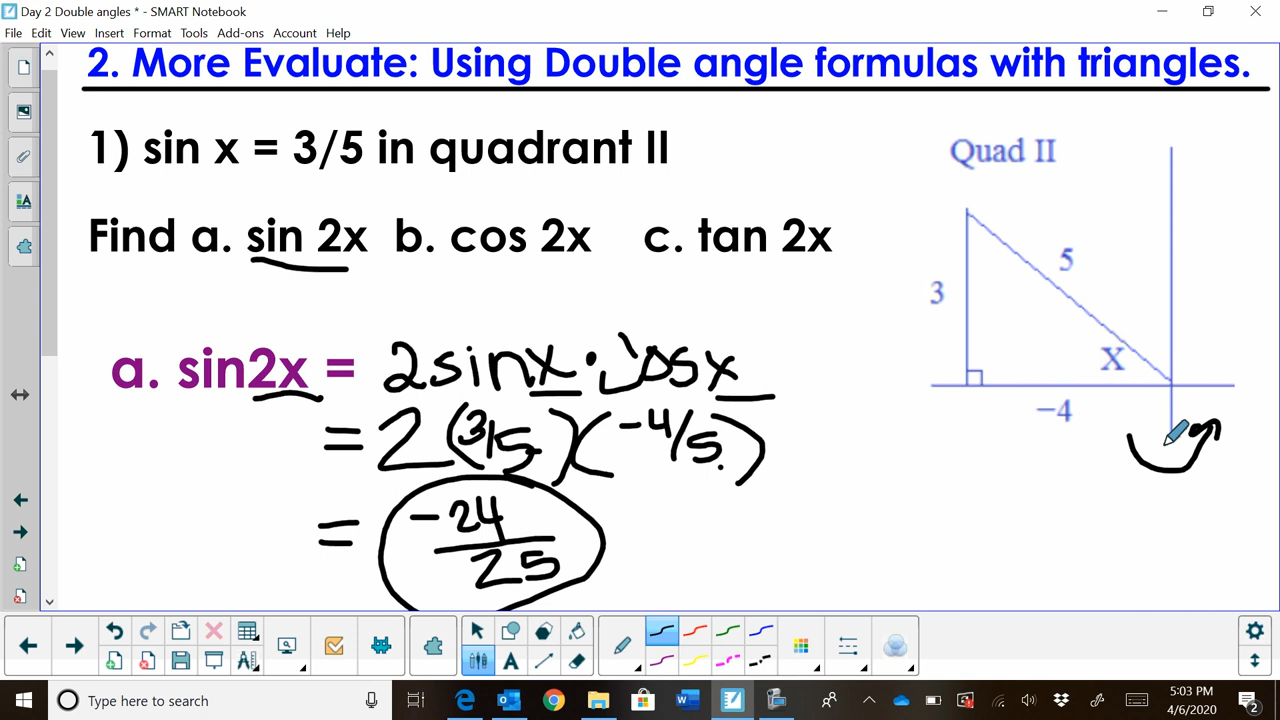 Day 2 Double angles * - SMART Notebook
File Edit View Insert Format Tools Add-ons Account Help
2. More Evaluate: Using Double angle formulas with triangles.
1) sin x = 3/5 in quadrant II
Quad II
Find a. sin 2x b. cos 2x c. tan 2x
5
3
X
-4
a. sin2x = 2sinx · cosx
= 2(3/5)(-4/5)
= -24/25
Type here to search
5:03 PM
4/6/2020
2